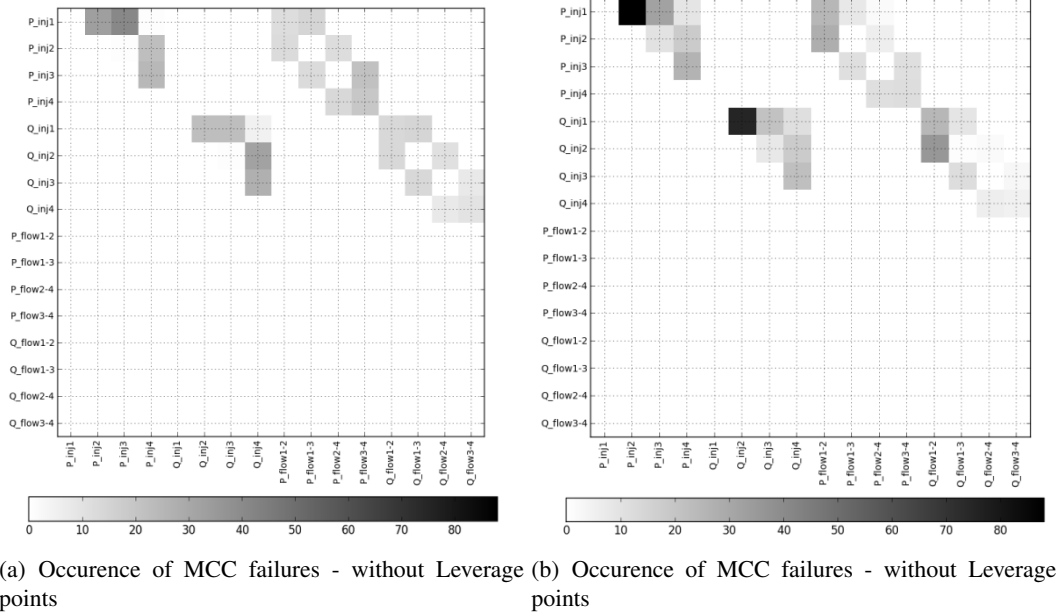 P_inj1
P_inj2
P_inj3
P_inj4
Q_inj1
Q_inj2
Q_inj3
Q_inj4
P_flow1-2
P_flow1-3
P_flow2-4
P_flow3-4
Q_flow1-2
Q_flow1-3
Q_flow2-4
Q_flow3-4
P_inj1 P_inj2 P_inj3 P_inj4 Q_inj1 Q_inj2 Q_inj3 Q_inj4 P_flow1-2 P_flow1-3 P_flow2-4 P_flow3-4 Q_flow1-2 Q_flow1-3 Q_flow2-4 Q_flow3-4
0 10 20 30 40 50 60 70 80
(a) Occurence of MCC failures - without Leverage
points
P_inj1
P_inj2
P_inj3
P_inj4
Q_inj1
Q_inj2
Q_inj3
Q_inj4
P_flow1-2
P_flow1-3
P_flow2-4
P_flow3-4
Q_flow1-2
Q_flow1-3
Q_flow2-4
Q_flow3-4
P_inj1 P_inj2 P_inj3 P_inj4 Q_inj1 Q_inj2 Q_inj3 Q_inj4 P_flow1-2 P_flow1-3 P_flow2-4 P_flow3-4 Q_flow1-2 Q_flow1-3 Q_flow2-4 Q_flow3-4
0 10 20 30 40 50 60 70 80
(b) Occurence of MCC failures - without Leverage
points